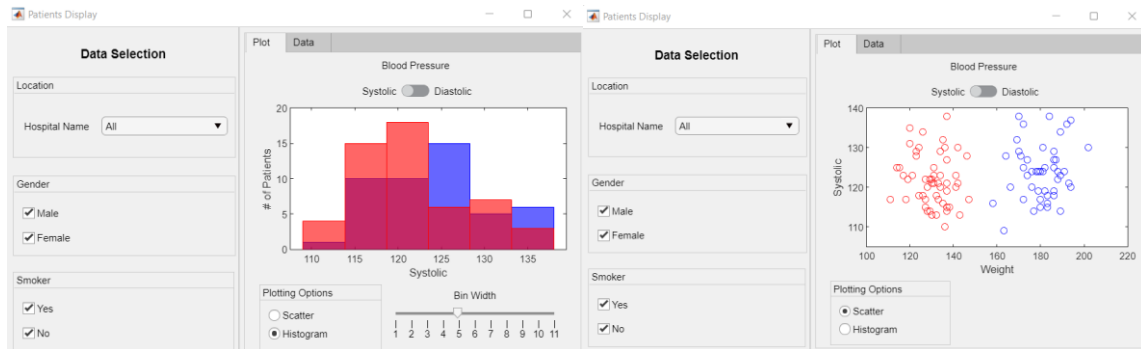 Patients Display
Data Selection
Location
Hospital Name All
Gender
Male
Female
Smoker
Yes
No
Plot Data
Blood Pressure
Systolic Diastolic
20
15
10
5
0
# of Patients
110 115 120 125 130 135
Systolic
Plotting Options
Scatter
Histogram
Bin Width
1 2 3 4 5 6 7 8 9 10 11
Patients Display
Data Selection
Location
Hospital Name All
Gender
Male
Female
Smoker
Yes
No
Plot Data
Blood Pressure
Systolic Diastolic
140
130
120
110
Systolic
100 120 140 160 180 200 220
Weight
Plotting Options
Scatter
Histogram